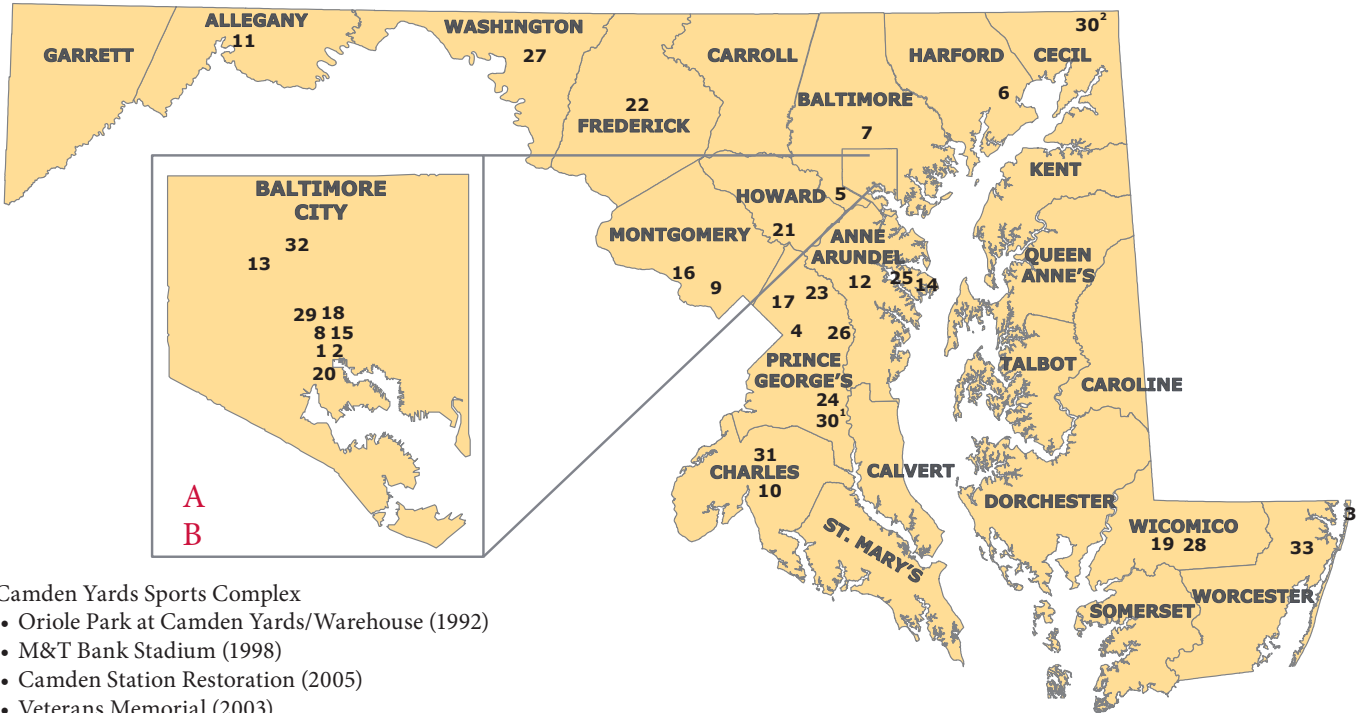 ALLEGANY
11
GARRETT
WASHINGTON
27
22
FREDERICK
CARROLL
BALTIMORE
7
HARFORD
6
30²
CECIL
KENT
BALTIMORE
CITY
32
13
29 18
8 15
1 2
20
A
B
HOWARD
5
21
MONTGOMERY
16
9
ANNE
ARUNDEL
12
25
14
QUEEN
ANNE'S
17
23
4
26
PRINCE
GEORGE'S
24
30¹
TALBOT
CAROLINE
31
CHARLES
10
CALVERT
ST. MARY'S
DORCHESTER
WICOMICO
19 28
33
3
WORCESTER
SOMERSET
Camden Yards Sports Complex
• Oriole Park at Camden Yards/Warehouse (1992)
• M&T Bank Stadium (1998)
• Camden Station Restoration (2005)
• Veterans Memorial (2003)